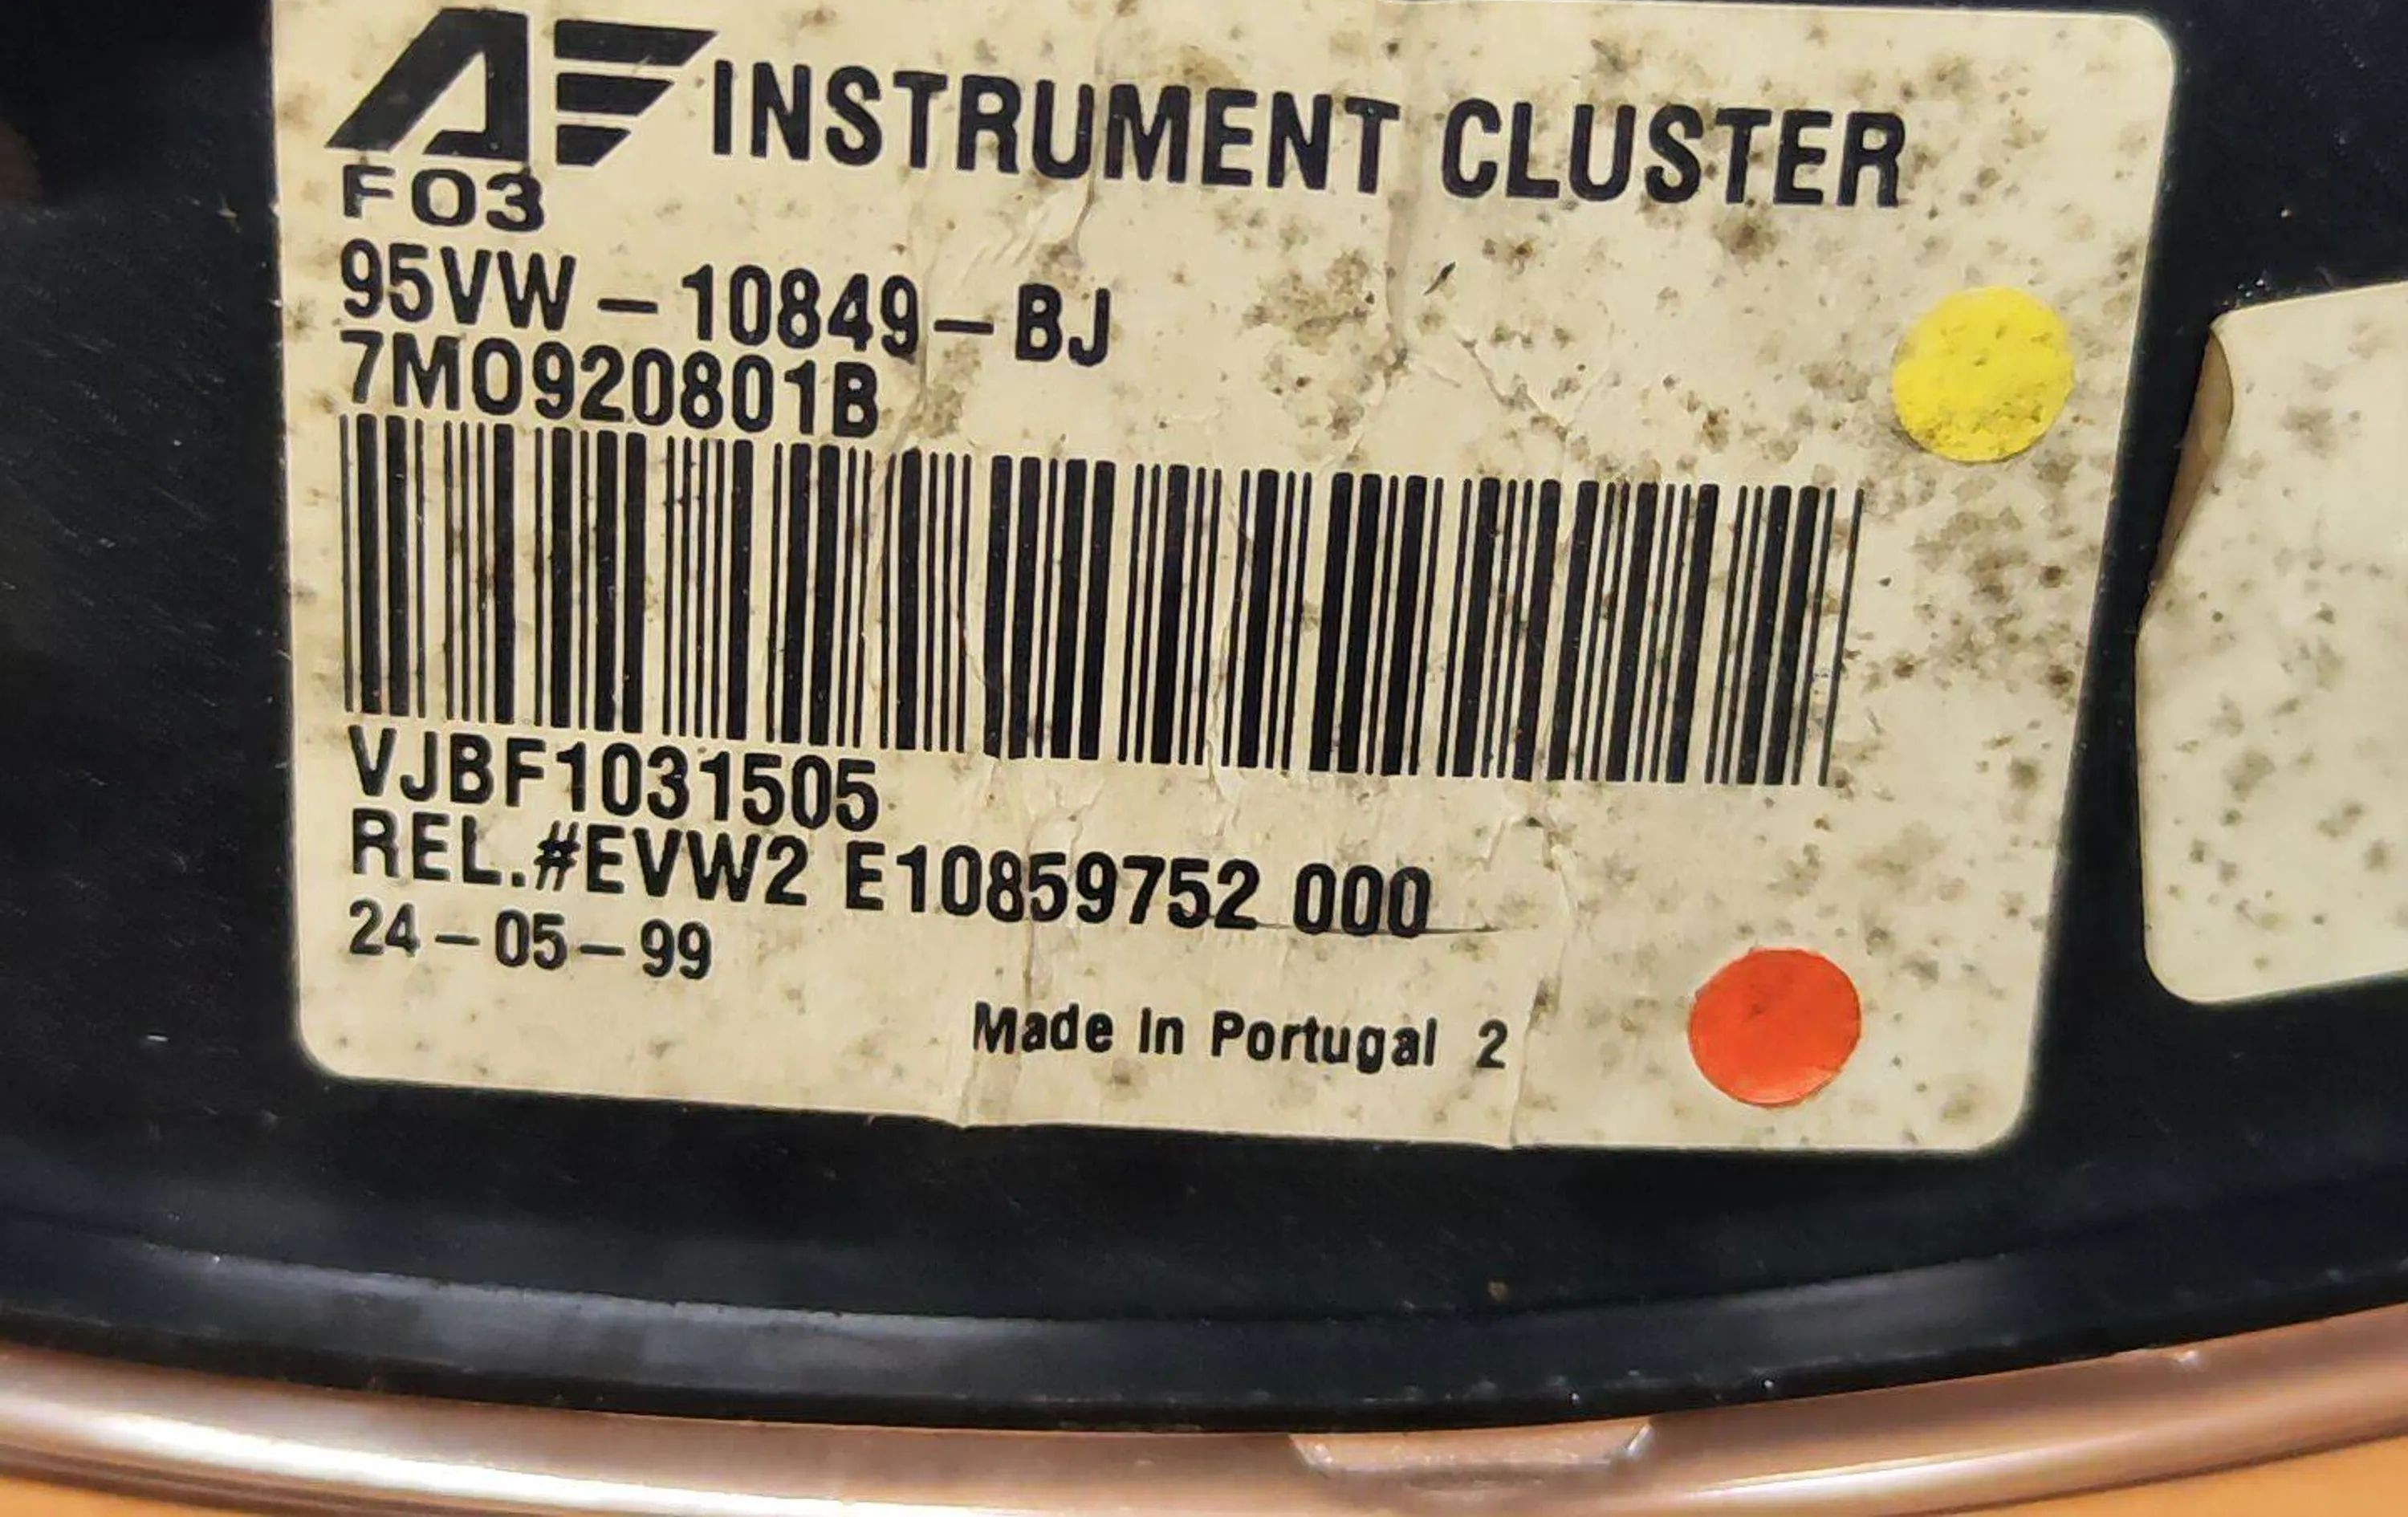 AF INSTRUMENT CLUSTER
F03
95VW-10849-BJ
7M0920801B
VJBF1031505
REL.#EVW2 E10859752 000
24-05-99
Made In Portugal 2